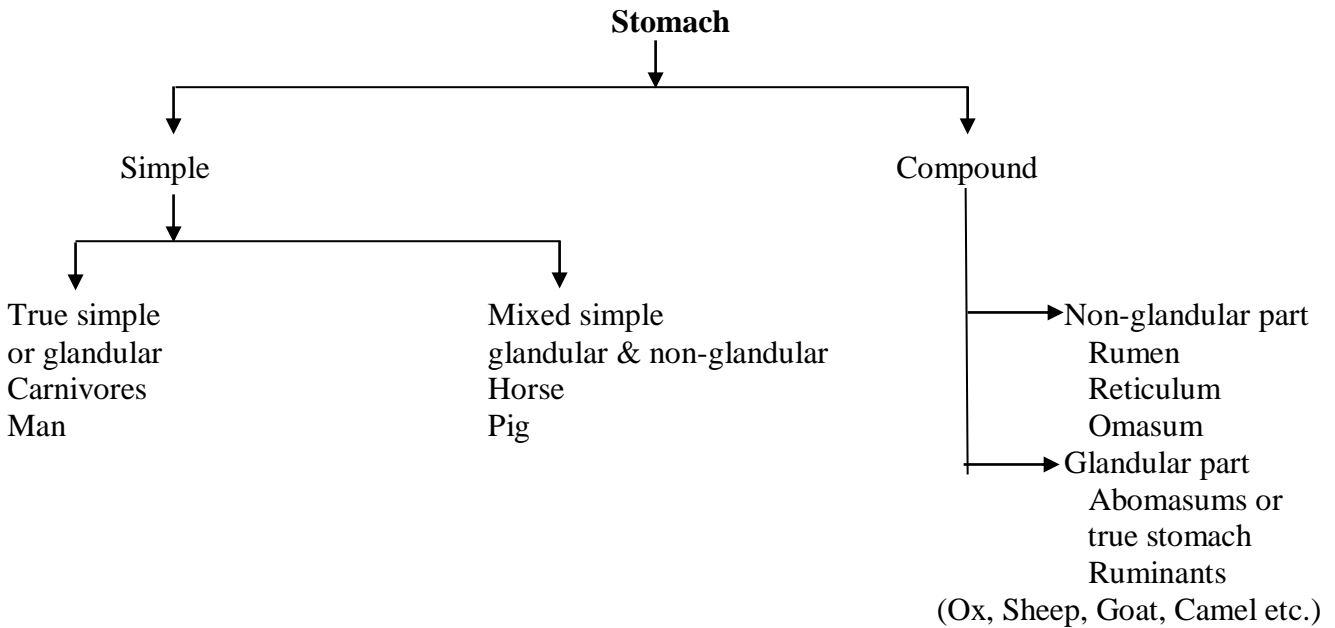 Stomach
Simple
Compound
True simple
or glandular
Carnivores
Man
Mixed simple
glandular & non-glandular
Horse
Pig
Non-glandular part
Rumen
Reticulum
Omasum
Glandular part
Abomasums or
true stomach
Ruminants
(Ox, Sheep, Goat, Camel etc.)